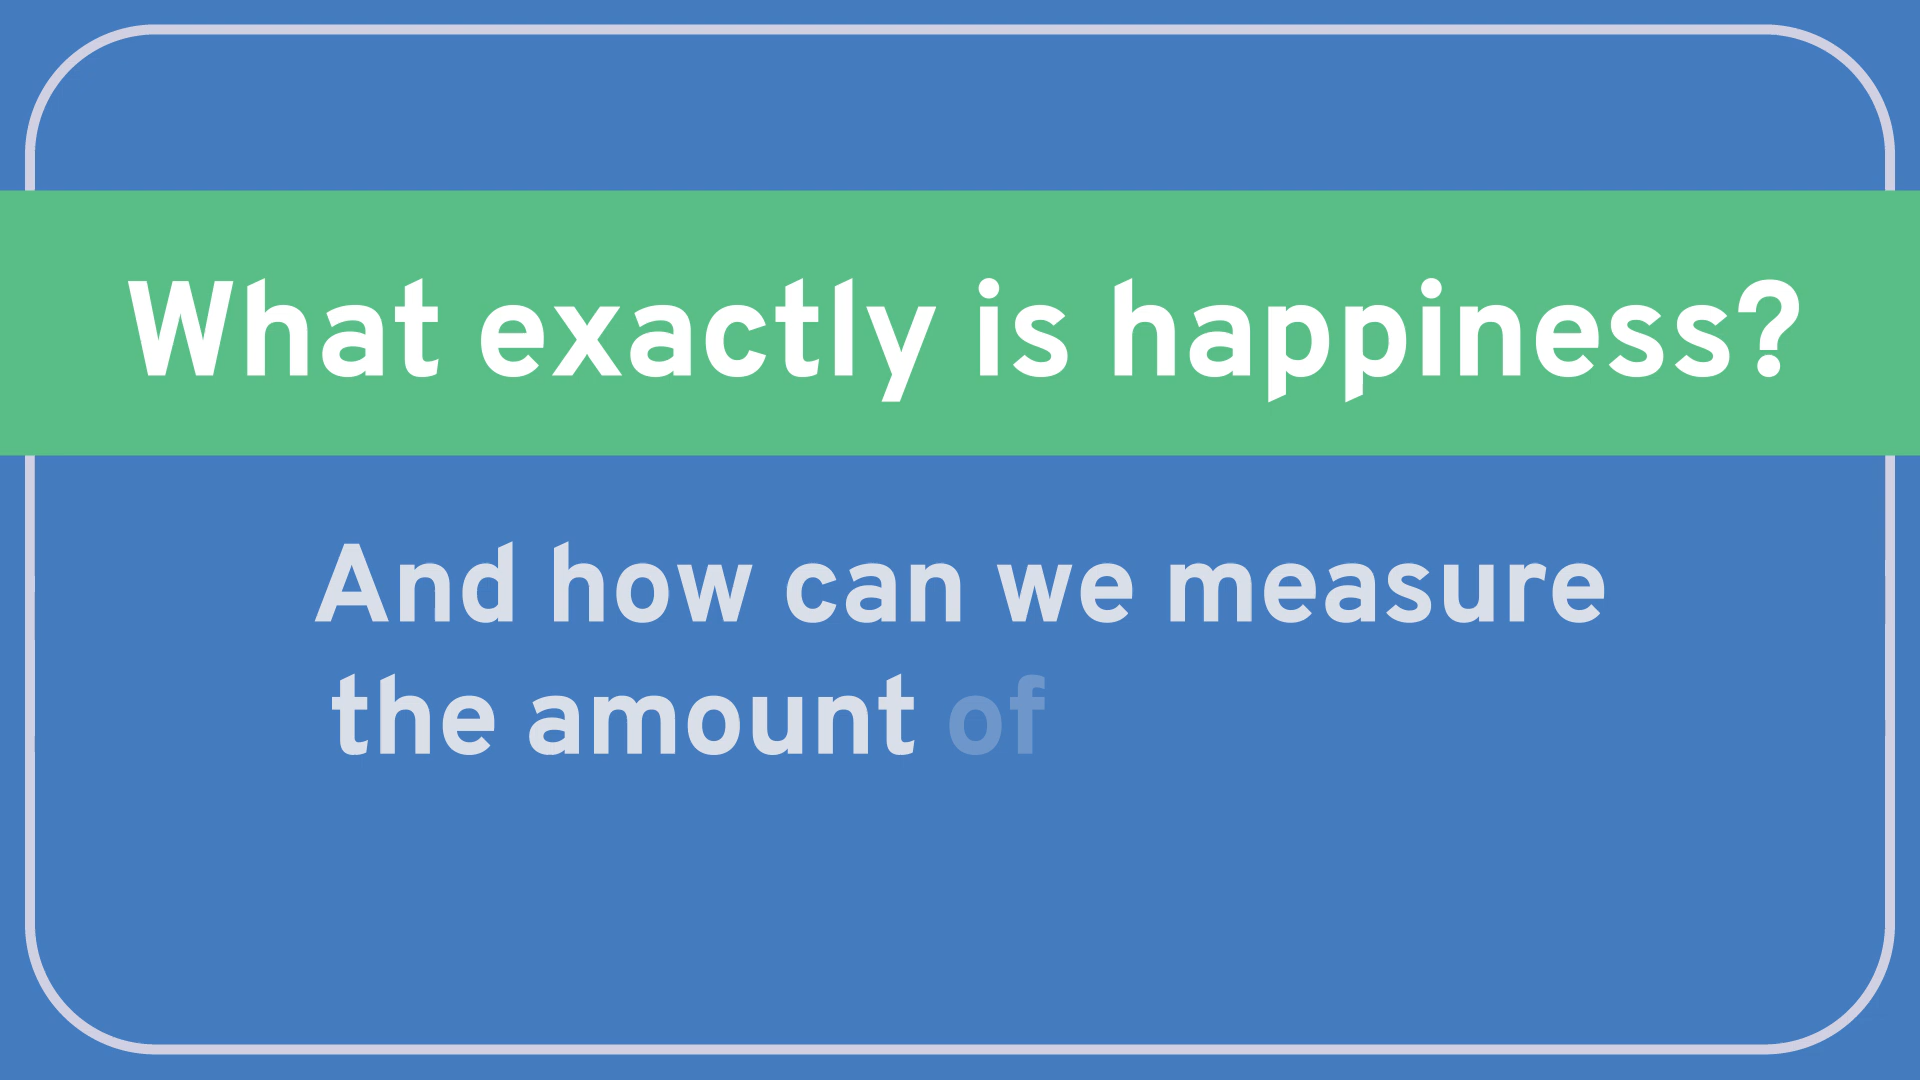 What exactly is happiness?
And how can we measure
the amount of